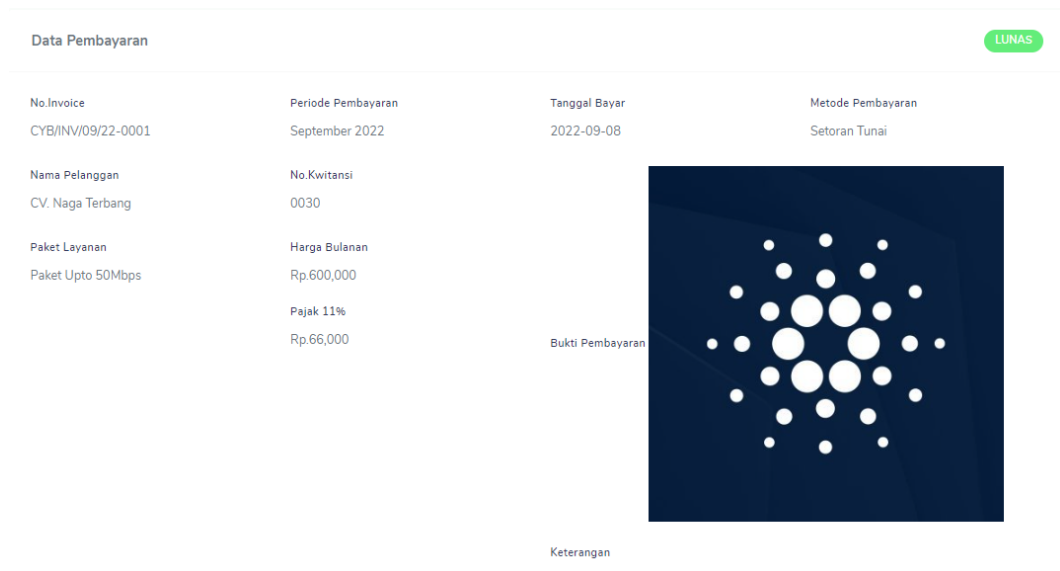 Data Pembayaran
LUNAS
No.Invoice
CYB/INV/09/22-0001
Periode Pembayaran
September 2022
Tanggal Bayar
2022-09-08
Metode Pembayaran
Setoran Tunai
Nama Pelanggan
CV. Naga Terbang
No.Kwitansi
0030
Paket Layanan
Paket Upto 50Mbps
Harga Bulanan
Rp.600,000
Pajak 11%
Rp.66,000
Bukti Pembayaran
Keterangan